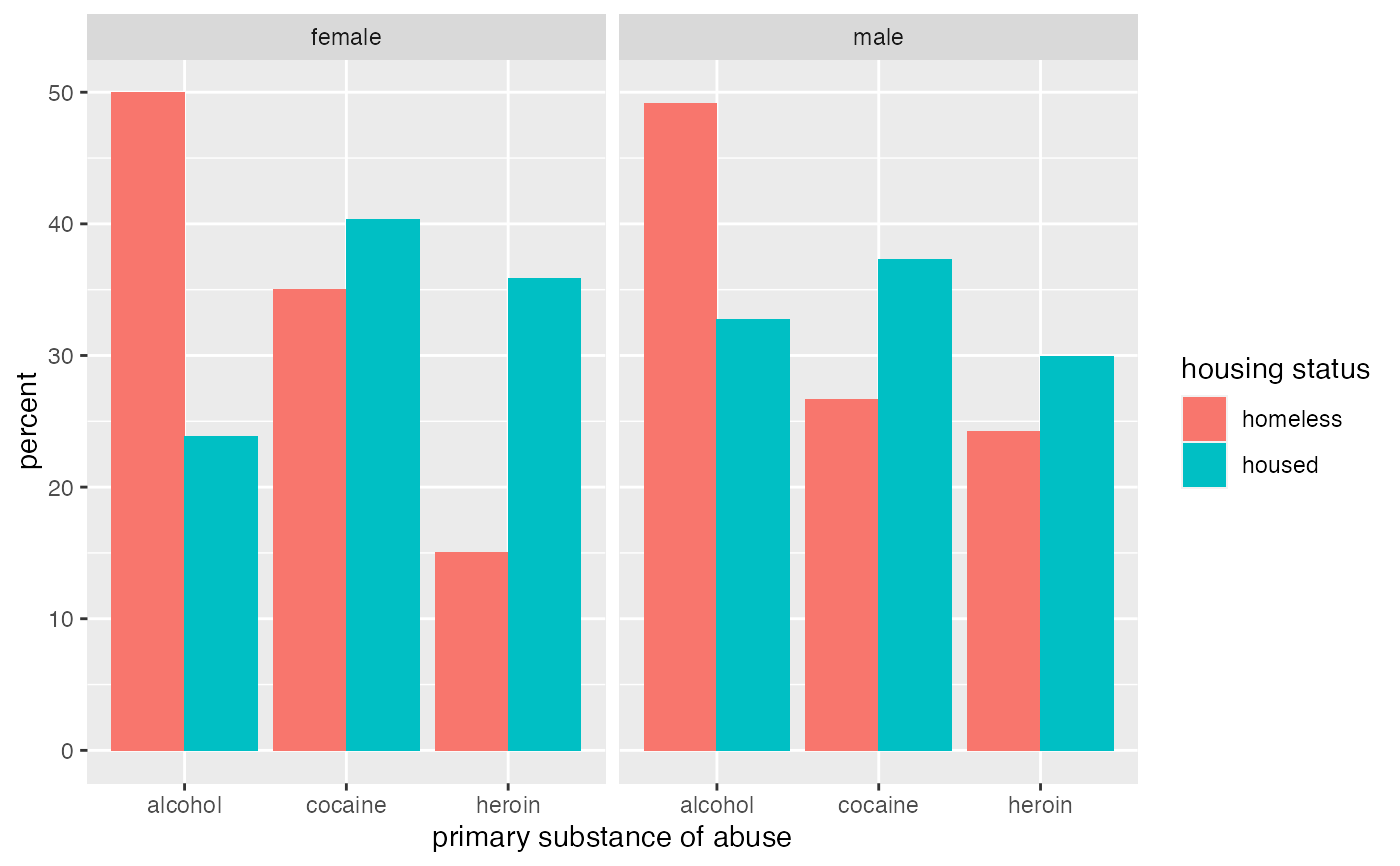 female
male
50
40
30
20
10
0
percent
alcohol
cocaine
heroin
alcohol
cocaine
heroin
primary substance of abuse
housing status
homeless
housed